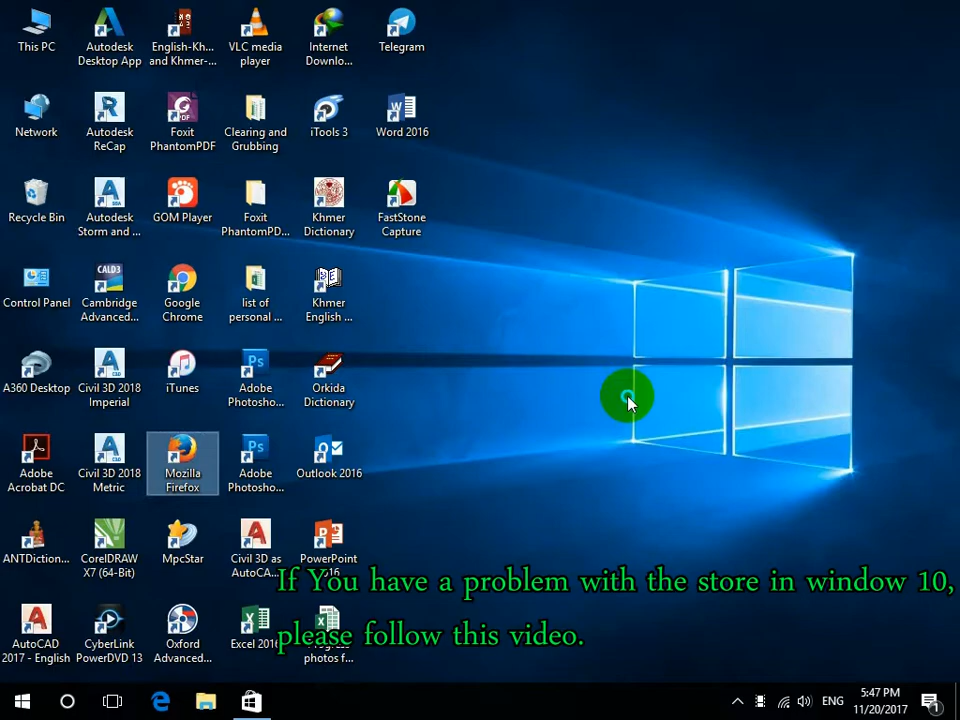 This PC
Autodesk
Desktop App
English-Kh...
and Khmer-...
VLC media
player
Internet
Downlo...
Telegram
Network
Autodesk
ReCap
Foxit
PhantomPDF
Clearing and
Grubbing
iTools 3
Word 2016
Recycle Bin
Autodesk
Storm and ...
GOM Player
Foxit
PhantomPD...
Khmer
Dictionary
FastStone
Capture
Control Panel
Cambridge
Advanced...
Google
Chrome
list of
personal ...
Khmer
English ...
A360 Desktop
Civil 3D 2018
Imperial
iTunes
Adobe
Photosho...
Orkida
Dictionary
Adobe
Acrobat DC
Civil 3D 2018
Metric
Mozilla
Firefox
Adobe
Photosho...
Outlook 2016
ANTDiction...
CorelDRAW
X7 (64-Bit)
MpcStar
Civil 3D as
AutoCA...
PowerPoint
If You have a problem with the store in window 10,
please follow this video.
AutoCAD
2017 - English
CyberLink
PowerDVD 13
Oxford
Advanced...
Excel 2016
photos f...
ENG
5:47 PM
11/20/2017
1